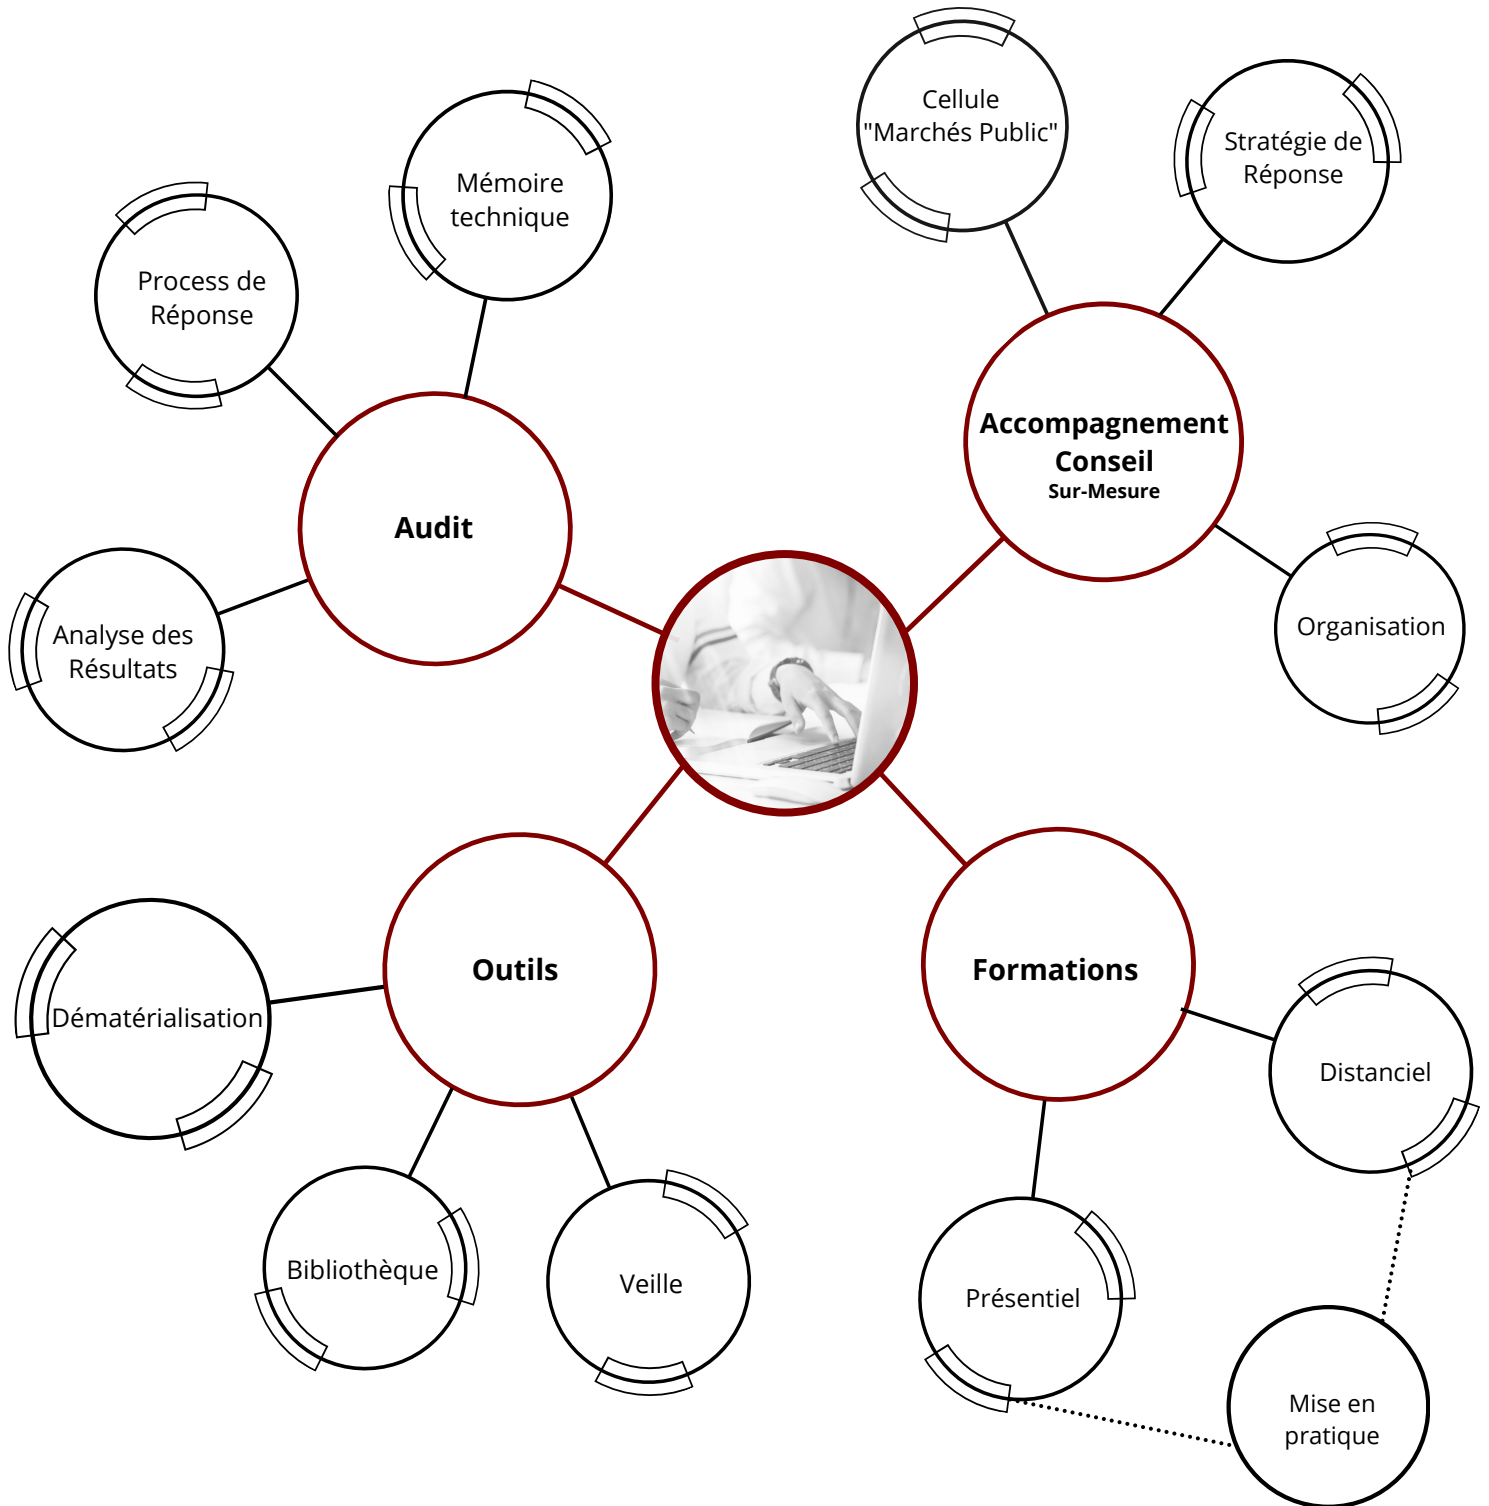 Cellule
"Marchés Public"
Stratégie de
Réponse
Mémoire
technique
Process de
Réponse
Accompagnement
Conseil
Sur-Mesure
Audit
Organisation
Analyse des
Résultats
Outils
Formations
Dématérialisation
Distanciel
Bibliothèque
Veille
Présentiel
Mise en
pratique